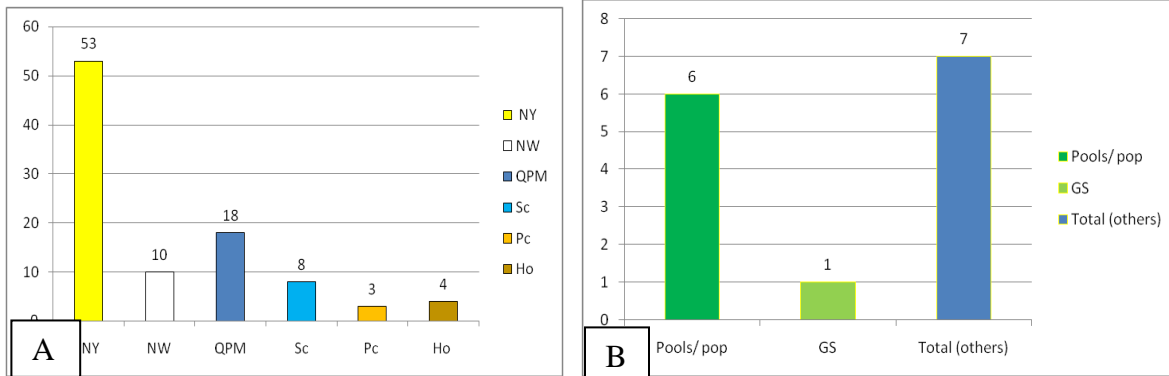 60
50
40
30
20
10
0
53
10
18
8
3
4
NY
NW
QPM
Sc
Pc
Ho
NY
NW
QPM
Sc
Pc
Ho
A
8
7
6
5
4
3
2
1
0
6
1
7
Pools/ pop
GS
Total (others)
Pools/ pop
GS
Total (others)
B